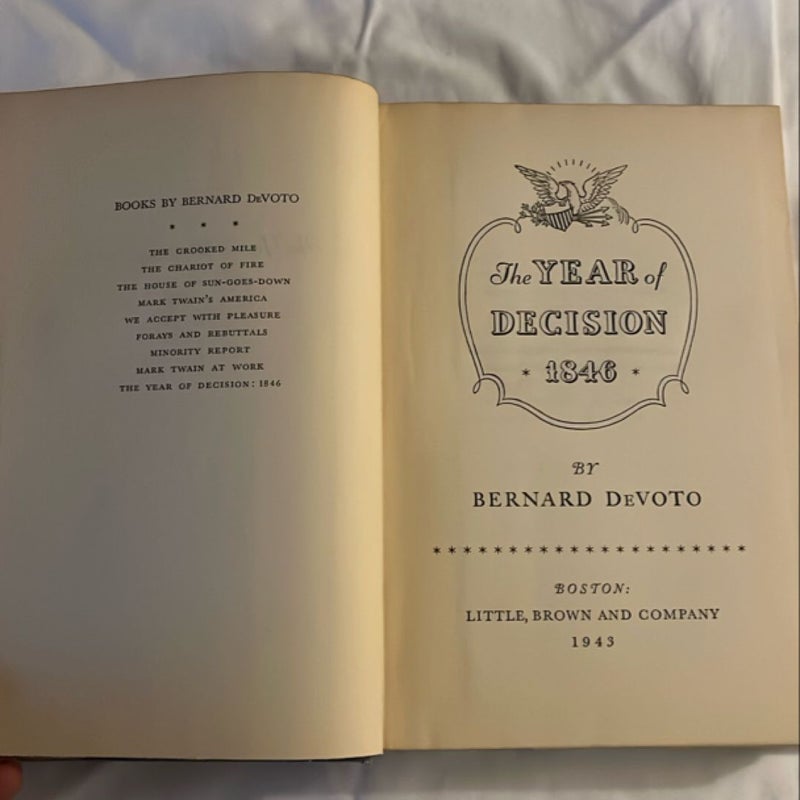 BOOKS BY BERNARD DeVOTO
* * *
THE CROOKED MILE
THE CHARIOT OF FIRE
THE HOUSE OF SUN-GOES-DOWN
MARK TWAIN'S AMERICA
WE ACCEPT WITH PLEASURE
FORAYS AND REBUTTALS
MINORITY REPORT
MARK TWAIN AT WORK
THE YEAR OF DECISION: 1846
The YEAR of
DECISION
* 1846 *
BY
BERNARD DeVOTO
* * * * * * * * * * * * * * * * * * * * *
BOSTON:
LITTLE, BROWN AND COMPANY
1943